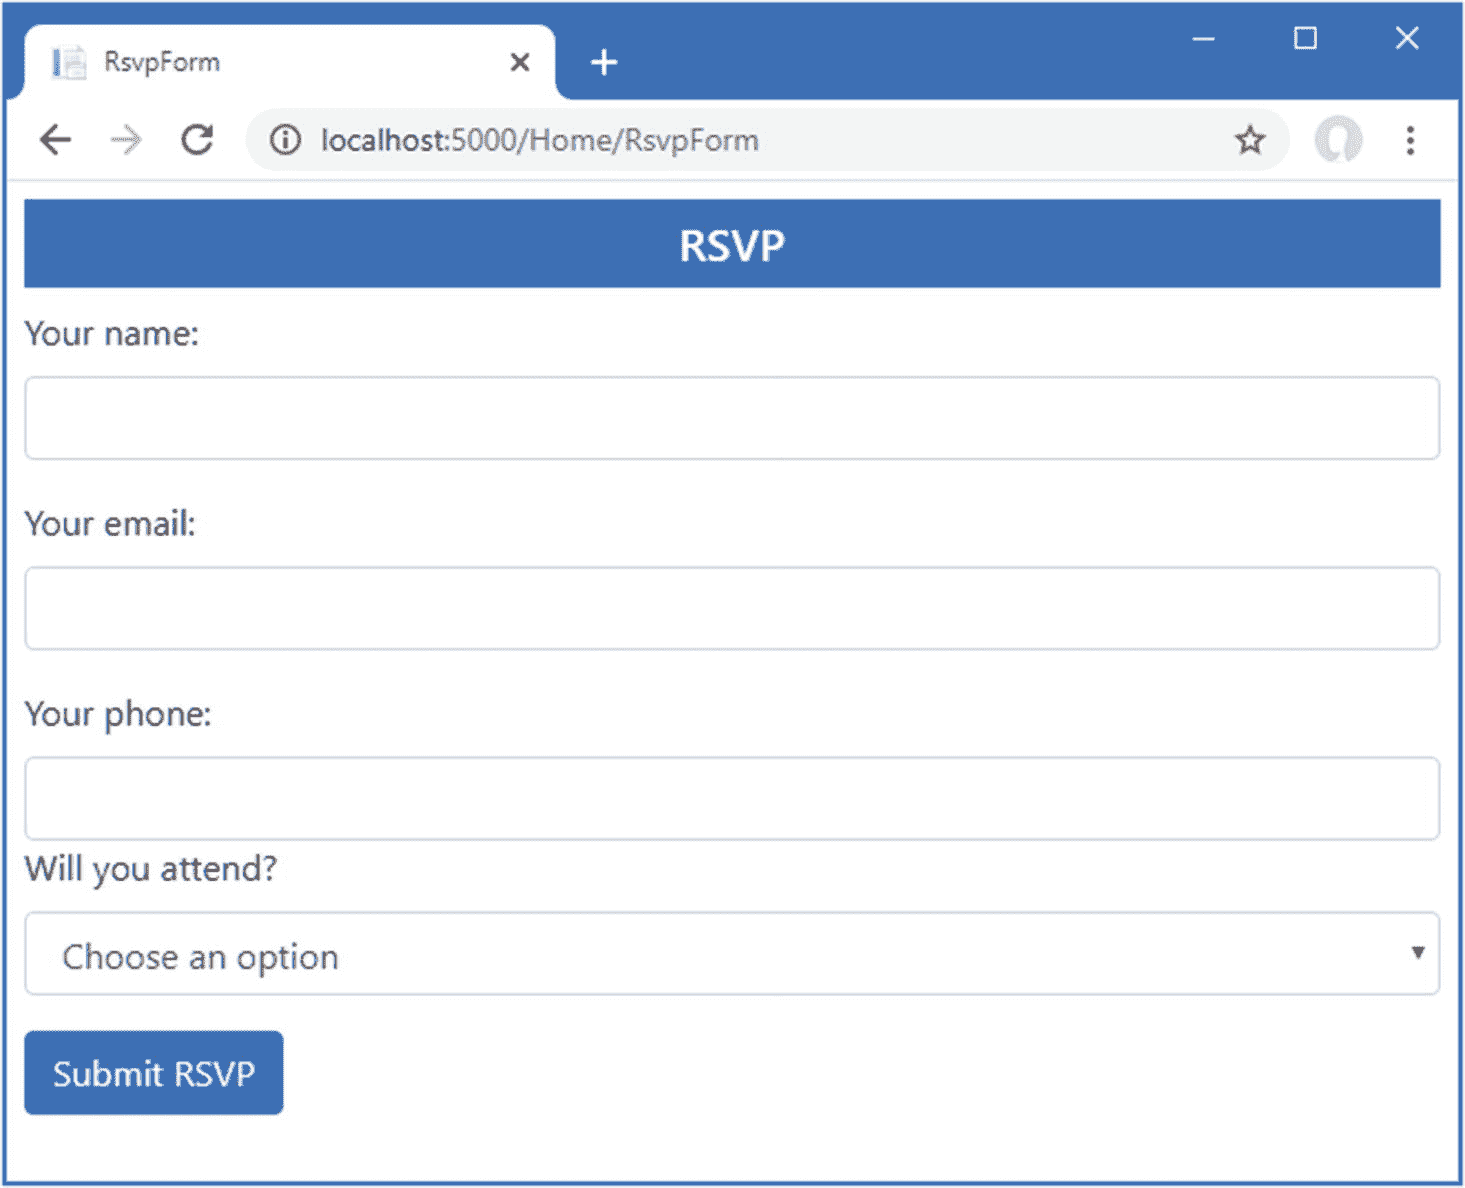 RsvpForm
localhost:5000/Home/RsvpForm
RSVP
Your name:
Your email:
Your phone:
Will you attend?
Choose an option
Submit RSVP